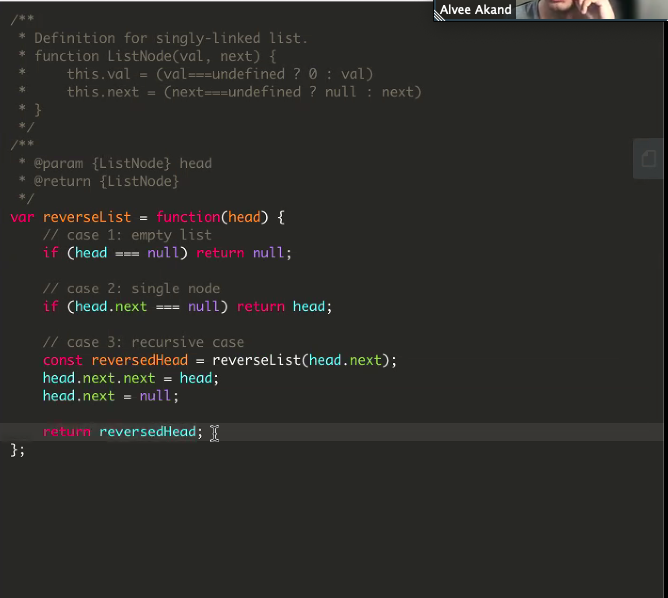 Alvee Akand
/**
 * Definition for singly-linked list.
 * function ListNode(val, next) {
 *     this.val = (val===undefined ? 0 : val)
 *     this.next = (next===undefined ? null : next)
 * }
 */
/**
 * @param {ListNode} head
 * @return {ListNode}
 */
var reverseList = function(head) {
    // case 1: empty list
    if (head === null) return null;

    // case 2: single node
    if (head.next === null) return head;

    // case 3: recursive case
    const reversedHead = reverseList(head.next);
    head.next.next = head;
    head.next = null;

    return reversedHead;
};